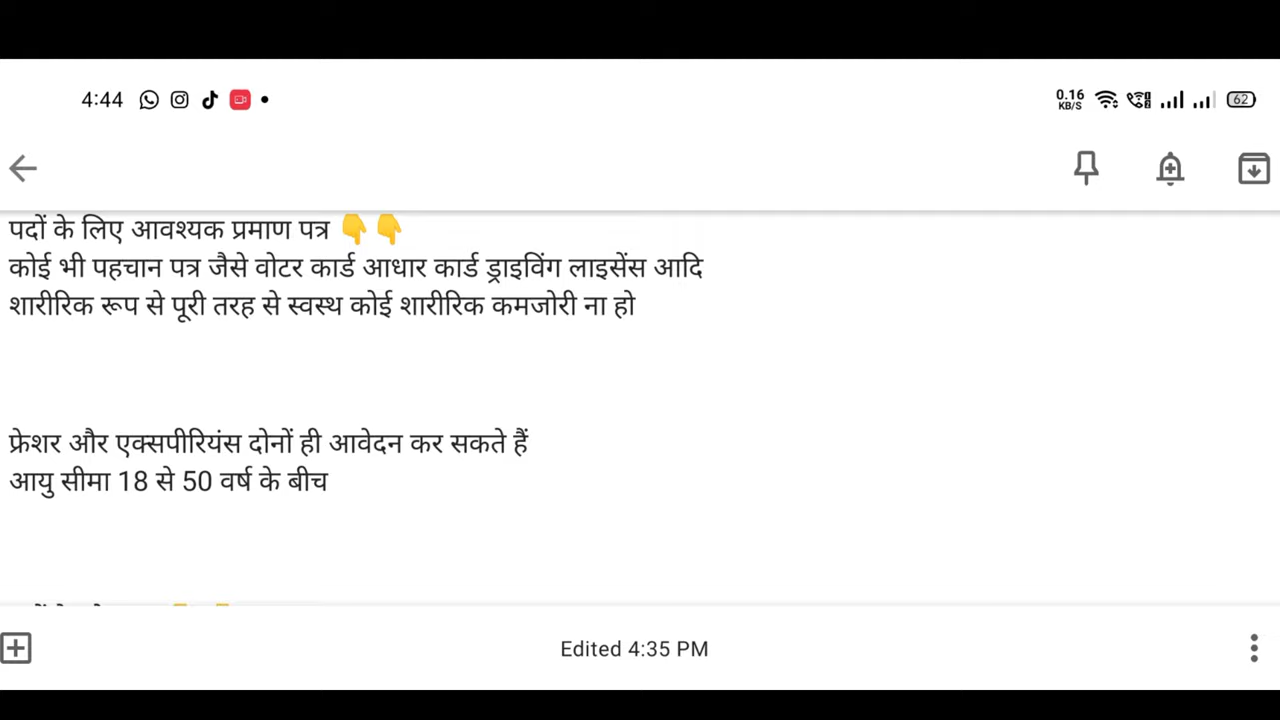 4:44
0.16
KB/S
62
पदों के लिए आवश्यक प्रमाण पत्र 👇👇
कोई भी पहचान पत्र जैसे वोटर कार्ड आधार कार्ड ड्राइविंग लाइसेंस आदि
शारीरिक रूप से पूरी तरह से स्वस्थ कोई शारीरिक कमजोरी ना हो
फ्रेशर और एक्सपीरियंस दोनों ही आवेदन कर सकते हैं
आयु सीमा 18 से 50 वर्ष के बीच
Edited 4:35 PM